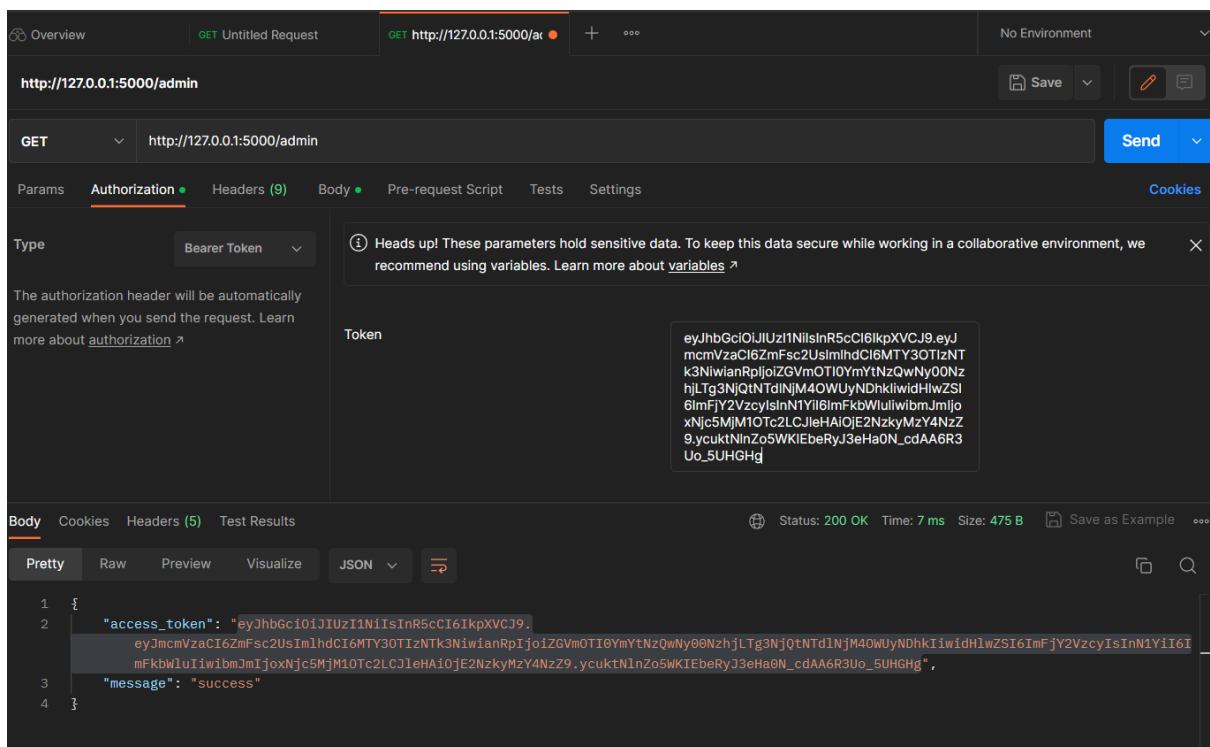 Overview
GET Untitled Request
GET http://127.0.0.1:5000/a
No Environment
http://127.0.0.1:5000/admin
Save
GET
http://127.0.0.1:5000/admin
Send
Params
Authorization
Headers (9)
Body
Pre-request Script
Tests
Settings
Cookies
Type
Bearer Token
The authorization header will be automatically
generated when you send the request. Learn
more about authorization ↗
Heads up! These parameters hold sensitive data. To keep this data secure while working in a collaborative environment, we
recommend using variables. Learn more about variables ↗
Token
eyJhbGciOiJIUzI1NiIsInR5cCI6IkpXVCJ9.eyJ
mcmVzaCI6ZmFsc2UsImlhdCI6MTY3OTIzNT
k3NiwianRpIjoiZGVmOTI0YmYtNzQwNy00Nz
hjLTg3NjQtNTdlNjM4OWUyNDhkIiwidHlwZSI
6ImFjY2VzcyIsInN1YiI6ImFkbWluIiwibmJmIjo
xNjc5MjM1OTc2LCJleHAiOjE2NzkyMzY4NzZ
9.ycuktNlnZo5WKIEbeRyJ3eHa0N_cdAA6R3
Uo_5UHGHg
Body
Cookies
Headers (5)
Test Results
Status: 200 OK
Time: 7 ms
Size: 475 B
Save as Example
Pretty
Raw
Preview
Visualize
JSON
1 {
2 "access_token": "eyJhbGciOiJIUzI1NiIsInR5cCI6IkpXVCJ9.
eyJmcmVzaCI6ZmFsc2UsImlhdCI6MTY3OTIzNTk3NiwianRpIjoiZGVmOTI0YmYtNzQwNy00NzhjLTg3NjQtNTdlNjM4OWUyNDhkIiwidHlwZSI6ImFjY2VzcyIsInN1YiI6I
mFkbWluIiwibmJmIjoxNjc5MjM1OTc2LCJleHAiOjE2NzkyMzY4NzZ9.ycuktNlnZo5WKIEbeRyJ3eHa0N_cdAA6R3Uo_5UHGHg",
3 "message": "success"
4 }